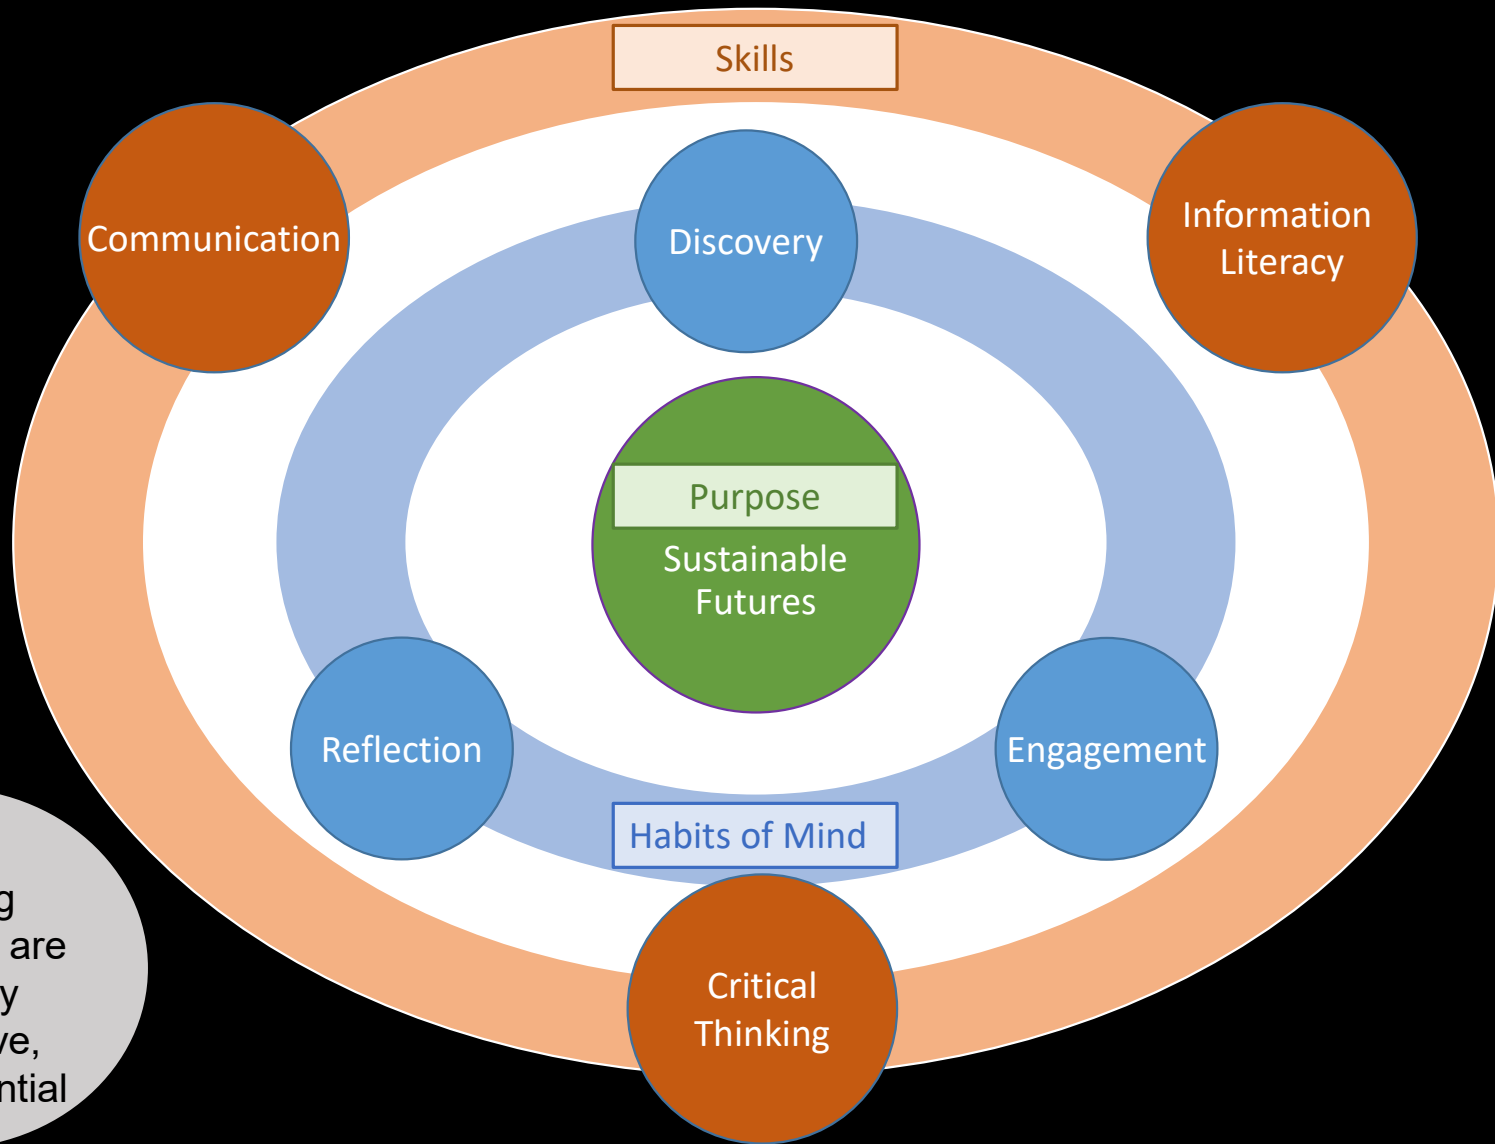 Skills
Communication
Discovery
Information
Literacy
Purpose
Sustainable
Futures
Reflection
Engagement
Habits of Mind
Critical
Thinking
are